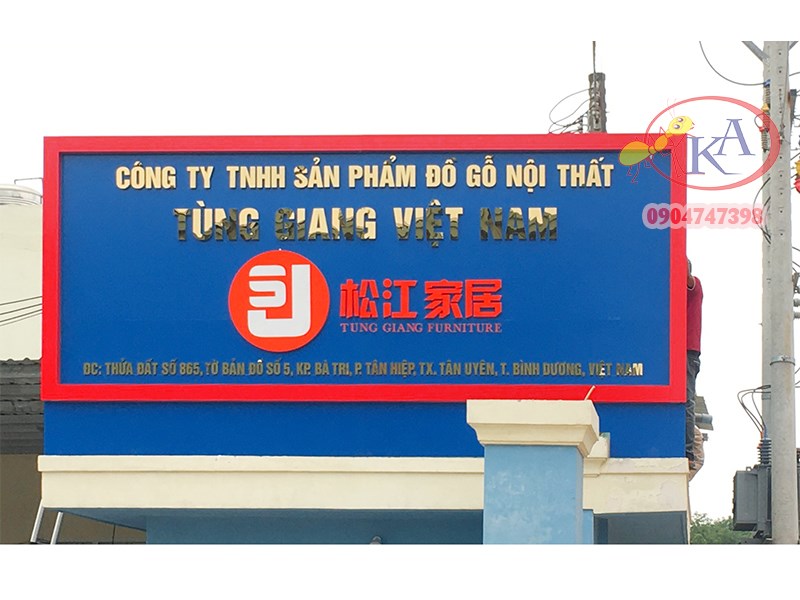 CÔNG TY TNHH SẢN PHẨM ĐỒ GỖ NỘI THẤT
TÙNG GIANG VIỆT NAM
松江家居
TUNG GIANG FURNITURE
ĐC: THỬA ĐẤT SỐ 865, TỜ BẢN ĐỒ SỐ 5, KP. BÀ TRI, P. TÂN HIỆP, TX. TÂN UYÊN, T. BÌNH DƯƠNG, VIỆT NAM
KA
0904747398